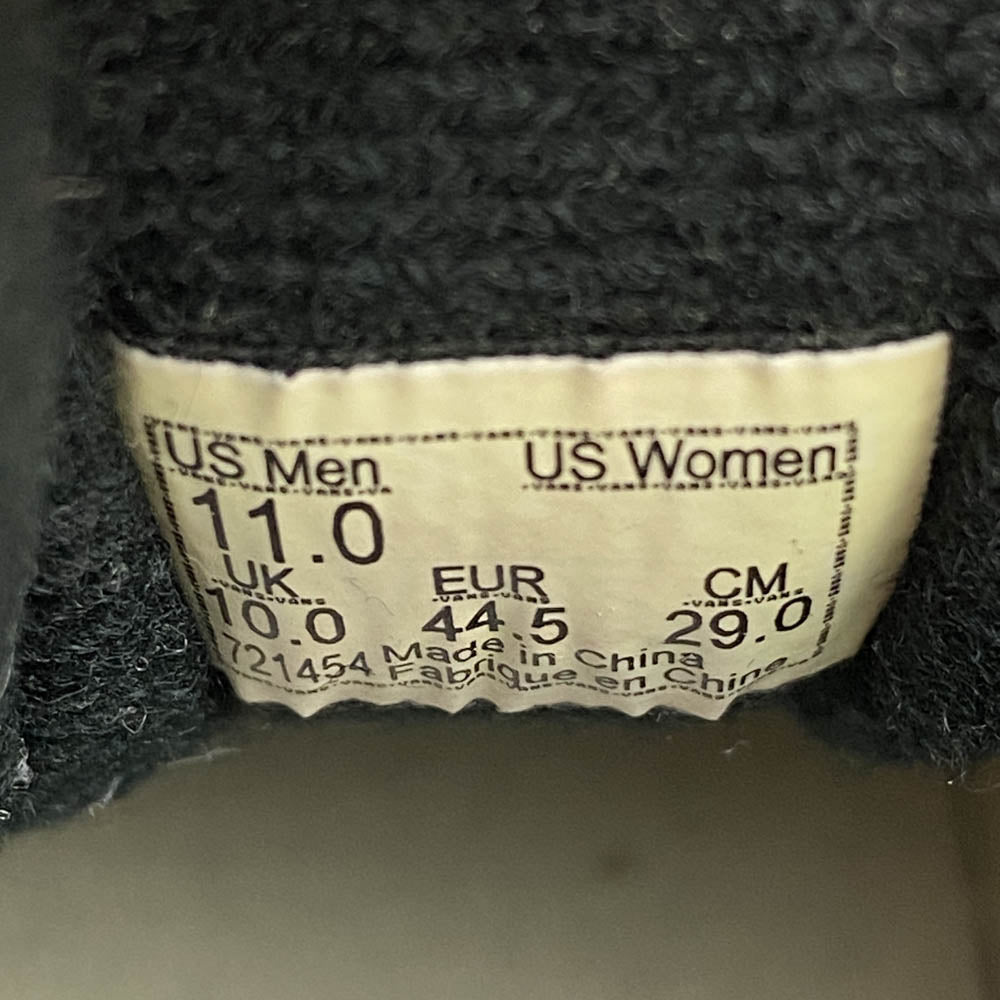 US Men US Women
11.0
UK EUR CM
10.0 44.5 29.0
721454 Made in China
Fabrique en Chine